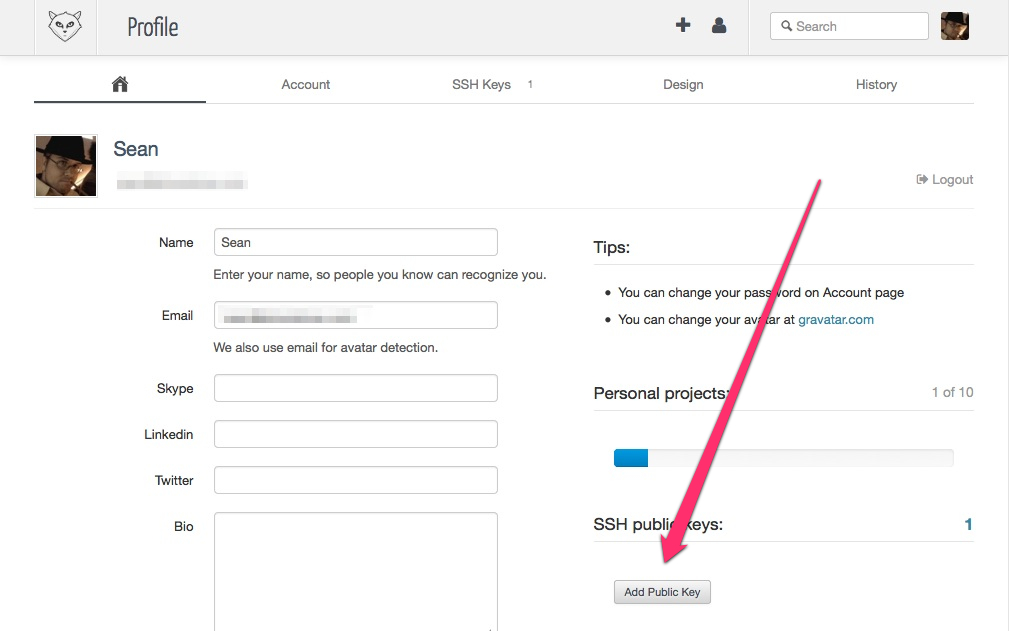 Profile
Search
Account
SSH Keys 1
Design
History
Sean
Logout
Name
Sean
Enter your name, so people you know can recognize you.
Email
We also use email for avatar detection.
Skype
Linkedin
Twitter
Bio
Tips:
You can change your password on Account page
You can change your avatar at gravatar.com
Personal projects:
1 of 10
SSH public keys:
1
Add Public Key